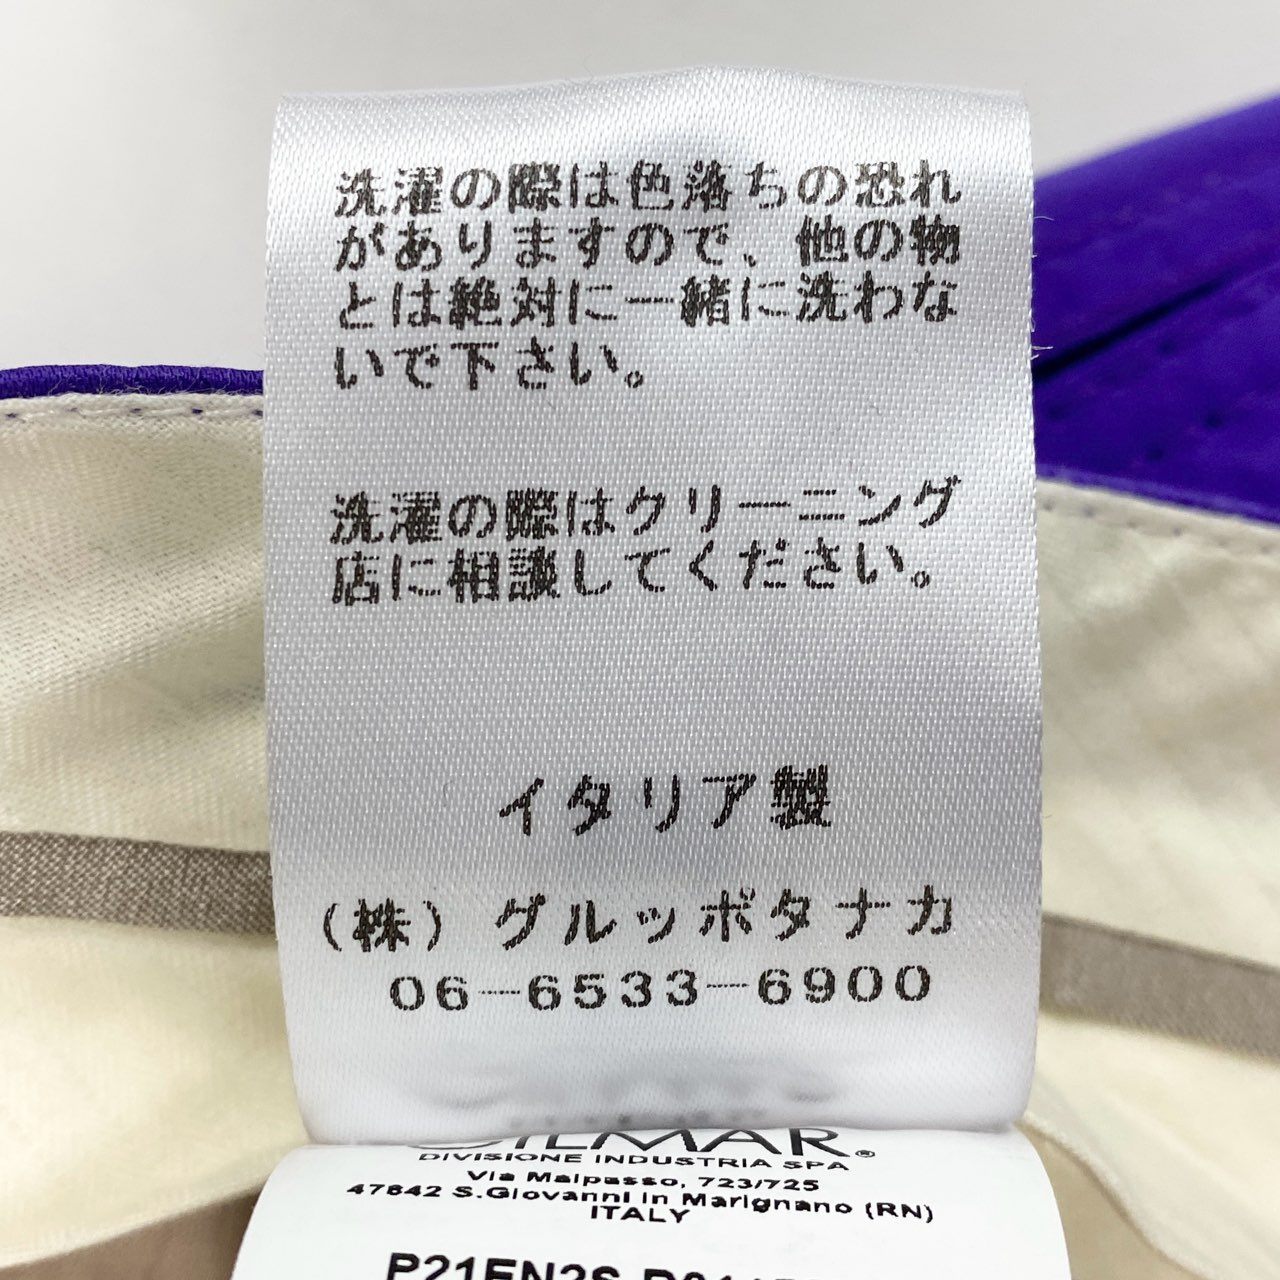 洗濯の際は色落ちの恐れ
がありますので、他の物
とは絶対に一緒に洗わな
いで下さい。
洗濯の際はクリーニング
店に相談してください。
イタリア製
(株) グルッポタナカ
06-6533-6900
GILMAR®
DIVISIONE INDUSTRIA SPA
Via Malpasso, 723/725
47842 S.Giovanni in Marignano (RN)
ITALY